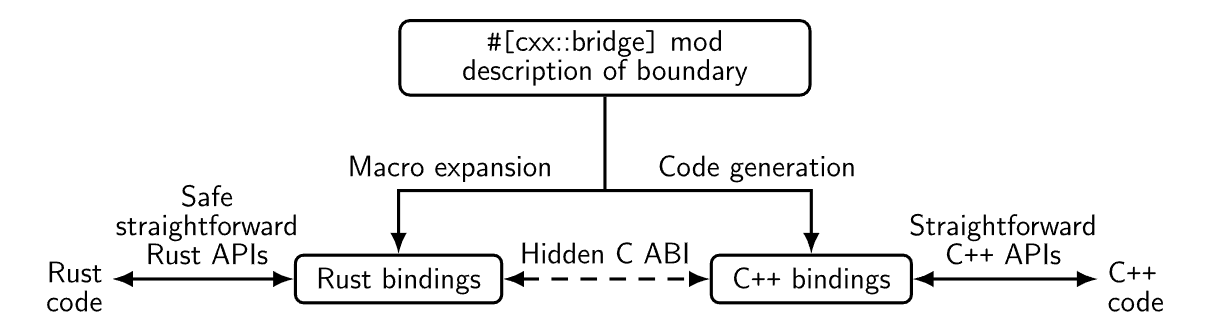 #[cxx::bridge] mod
description of boundary
Macro expansion
Code generation
Safe
straightforward
Rust APIs
Straightforward
C++ APIs
Hidden C ABI
Rust
code
Rust bindings
C++ bindings
C++
code